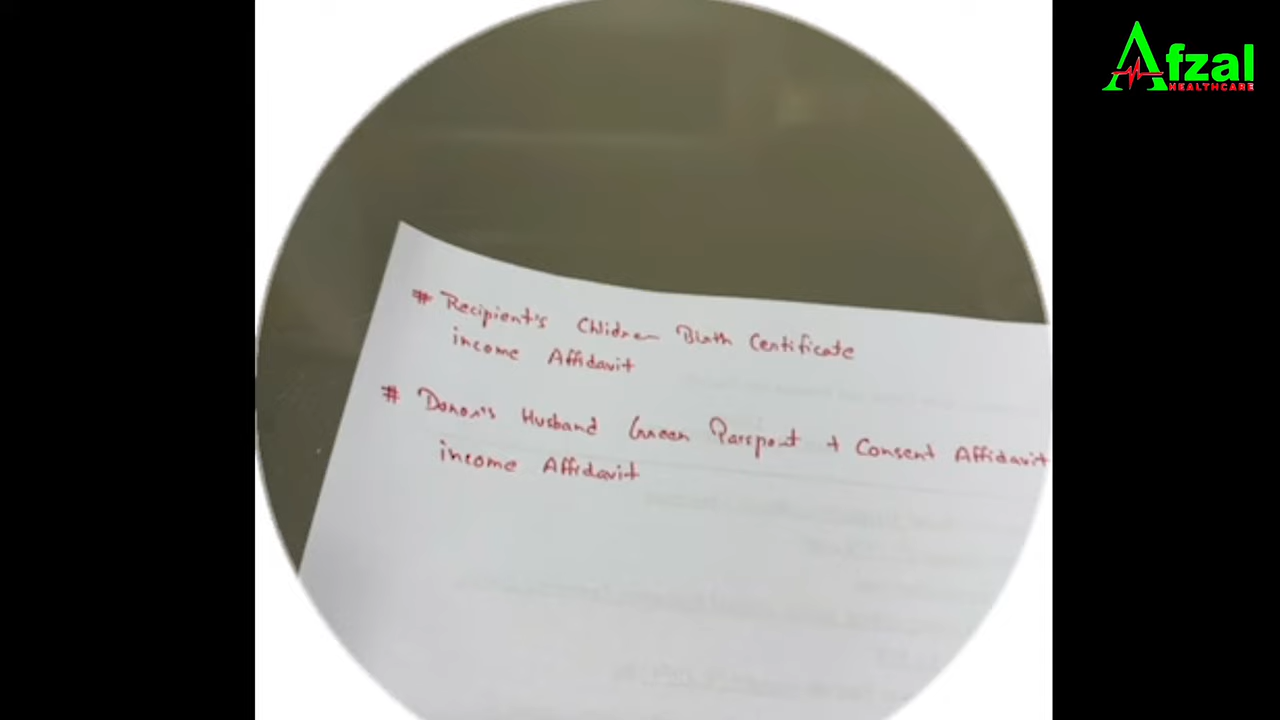 Afzal
HEALTHCARE
# Recipient's Children Birth Certificate
income Affidavit
# Donor's Husband Green Passport + Consent Affidavit
income Affidavit